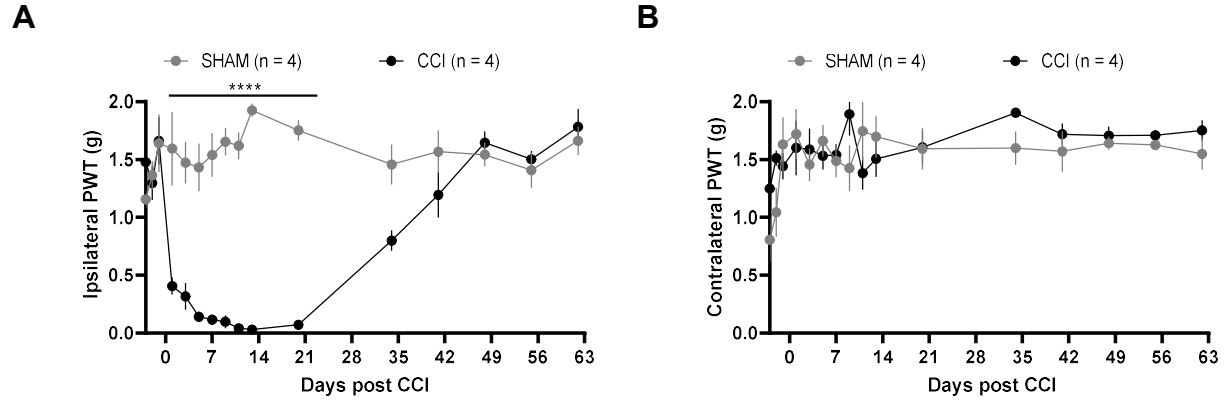 A
SHAM (n = 4) CCI (n = 4)
****
Ipsilateral PWT (g)
2.0
1.5
1.0
0.5
0.0
0 7 14 21 28 35 42 49 56 63
Days post CCI
B
SHAM (n = 4) CCI (n = 4)
Contralateral PWT (g)
2.0
1.5
1.0
0.5
0.0
0 7 14 21 28 35 42 49 56 63
Days post CCI